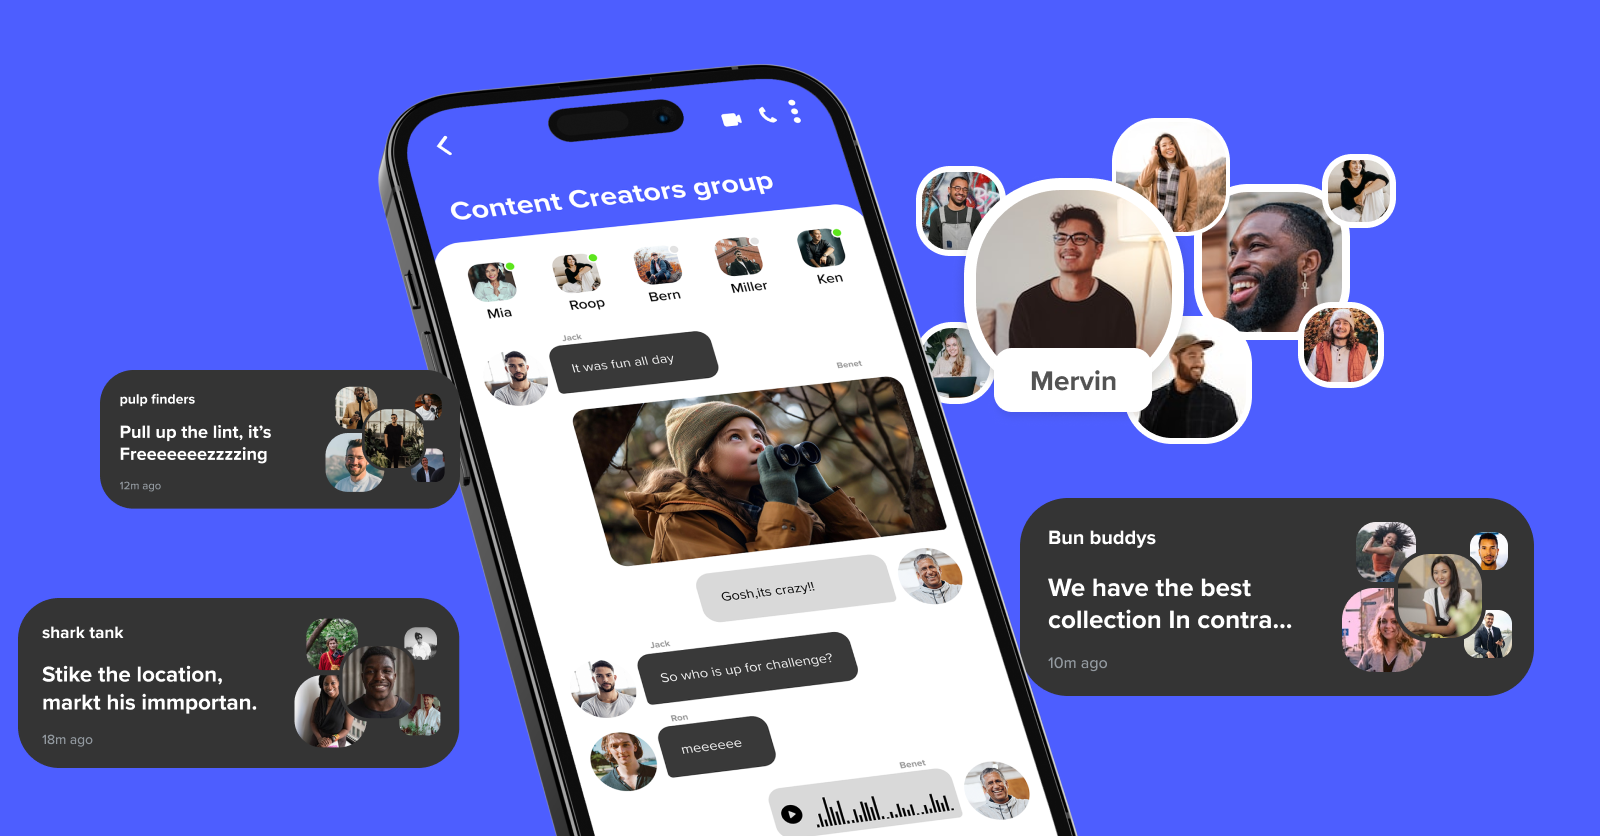 Content Creators group
Mia
Roop
Bern
Miller
Ken
Jack
It was fun all day
Benet
Gosh,its crazy!!
Jack
So who is up for challenge?
Ron
meeeeee
Benet
pulp finders
Pull up the lint, it's
Freeeeeeezzzzing
12m ago
shark tank
Stike the location,
markt his immportan.
18m ago
Mervin
Bun buddys
We have the best
collection In contra...
10m ago